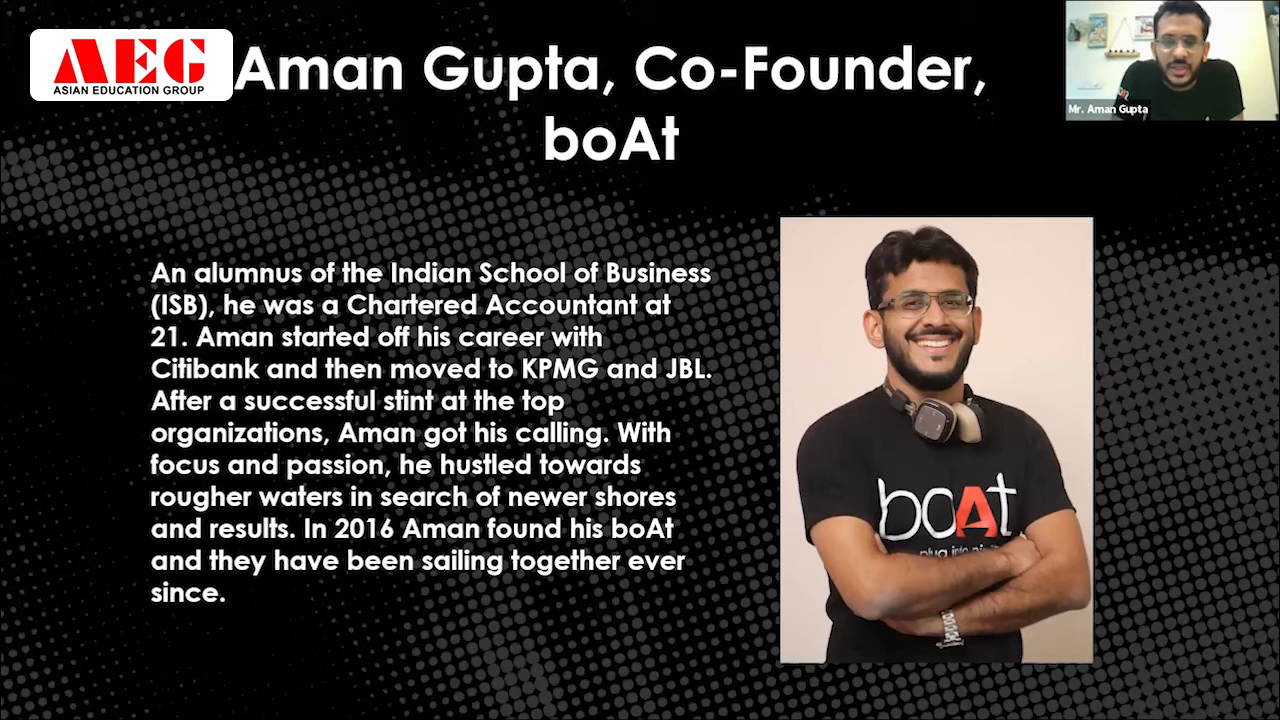 AEG
ASIAN EDUCATION GROUP
Aman Gupta, Co-Founder,
boAt
Mr. Aman Gupta
An alumnus of the Indian School of Business
(ISB), he was a Chartered Accountant at
21. Aman started off his career with
Citibank and then moved to KPMG and JBL.
After a successful stint at the top
organizations, Aman got his calling. With
focus and passion, he hustled towards
rougher waters in search of newer shores
and results. In 2016 Aman found his boAt
and they have been sailing together ever
since.
boAt
plug into